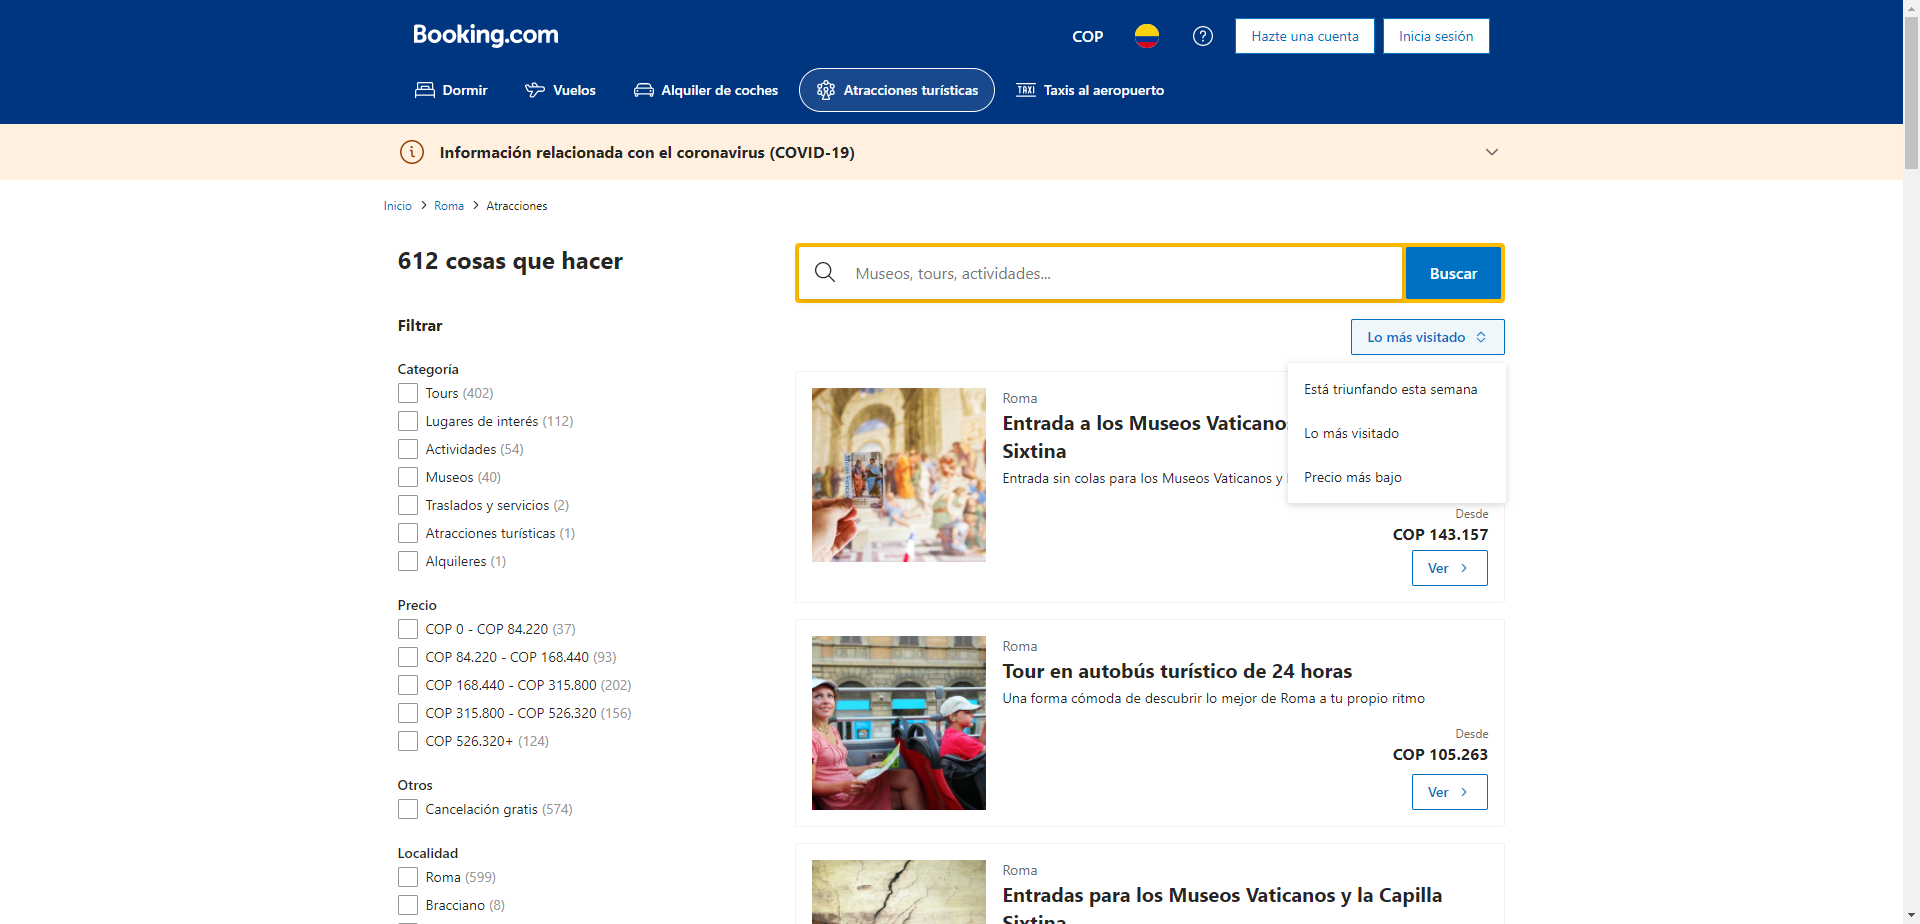 Booking.com
COP
Hazte una cuenta
Inicia sesión
Dormir
Vuelos
Alquiler de coches
Atracciones turísticas
TAXI
Taxis al aeropuerto
Información relacionada con el coronavirus (COVID-19)
Inicio
Roma
Atracciones
612 cosas que hacer
Museos, tours, actividades...
Buscar
Filtrar
Lo más visitado
Está triunfando esta semana
Lo más visitado
Precio más bajo
Categoría
Tours (402)
Lugares de interés (112)
Actividades (54)
Museos (40)
Traslados y servicios (2)
Atracciones turísticas (1)
Alquileres (1)
Precio
COP 0 - COP 84.220 (37)
COP 84.220 - COP 168.440 (93)
COP 168.440 - COP 315.800 (202)
COP 315.800 - COP 526.320 (156)
COP 526.320+ (124)
Otros
Cancelación gratis (574)
Localidad
Roma (599)
Bracciano (8)
Roma
Entrada a los Museos Vaticanos
Sixtina
Entrada sin colas para los Museos Vaticanos y
Desde
COP 143.157
Ver
Roma
Tour en autobús turístico de 24 horas
Una forma cómoda de descubrir lo mejor de Roma a tu propio ritmo
Desde
COP 105.263
Ver
Roma
Entradas para los Museos Vaticanos y la Capilla
Sixtina